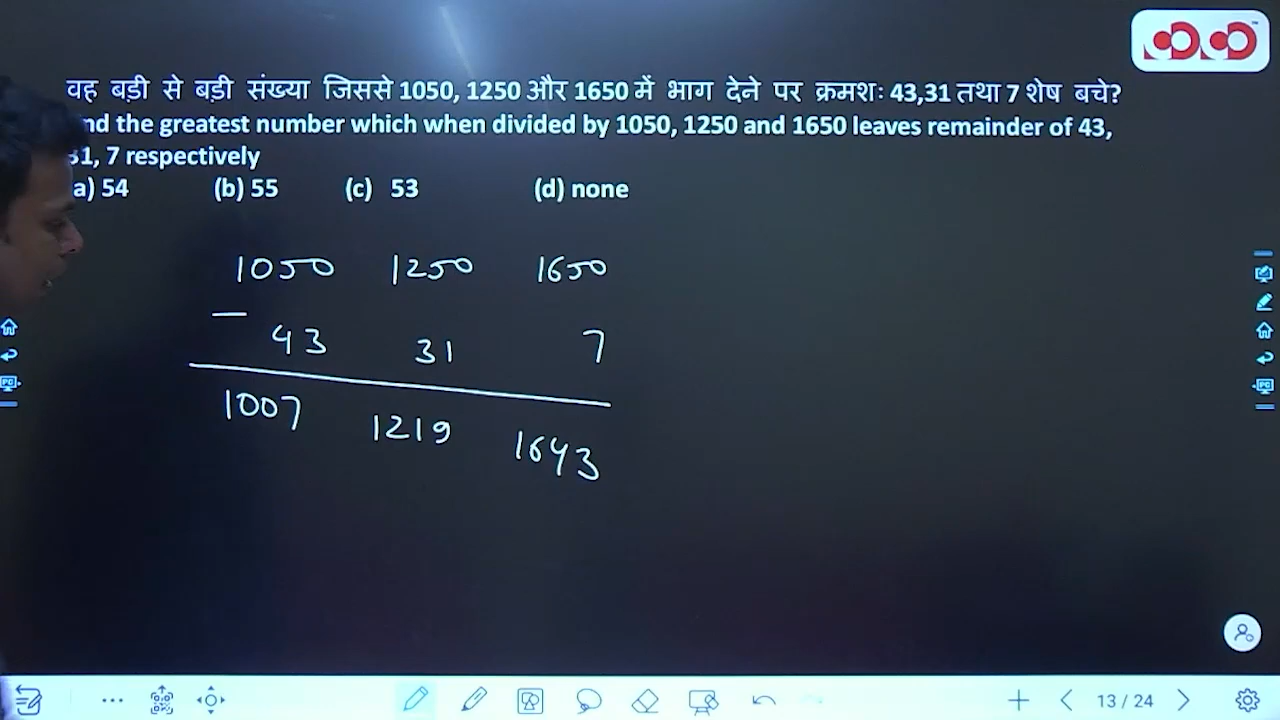 वह बड़ी से बड़ी संख्या जिससे 1050, 1250 और 1650 में भाग देने पर क्रमशः 43,31 तथा 7 शेष बचे?
nd the greatest number which when divided by 1050, 1250 and 1650 leaves remainder of 43,
31, 7 respectively
a) 54 (b) 55 (c) 53 (d) none
1050 1250 1650
— 43 31 7
1007 1219 1643
13 / 24